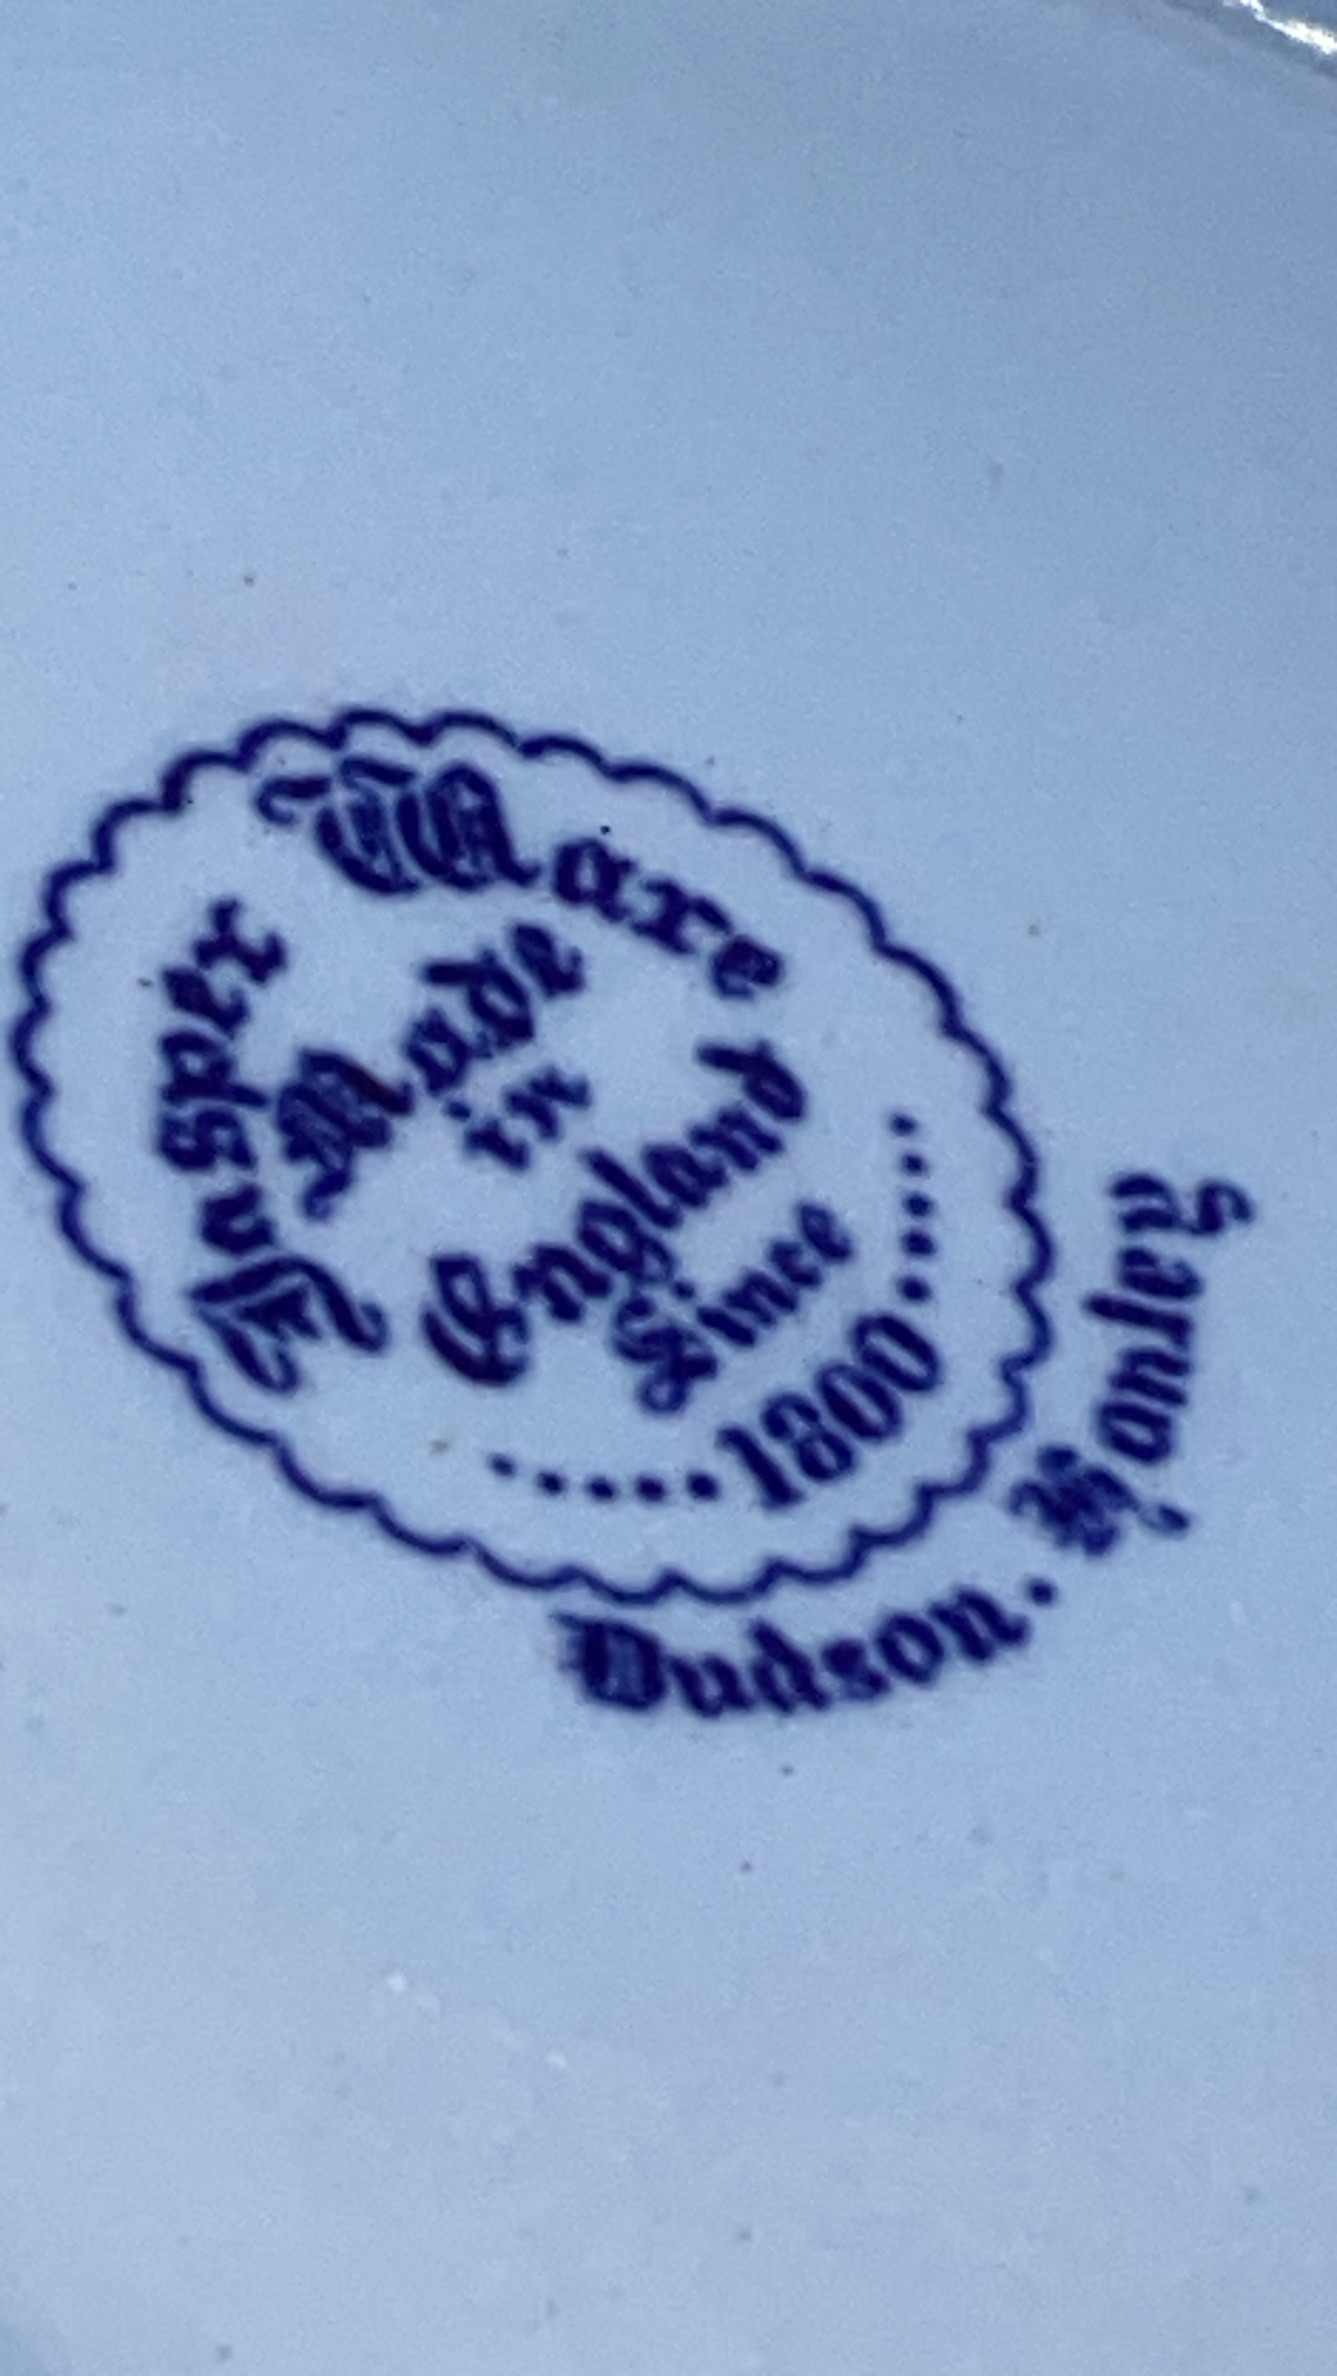 Jasper Ware
Made
in
England
Since
.....1800.....
Dudson. Hanley